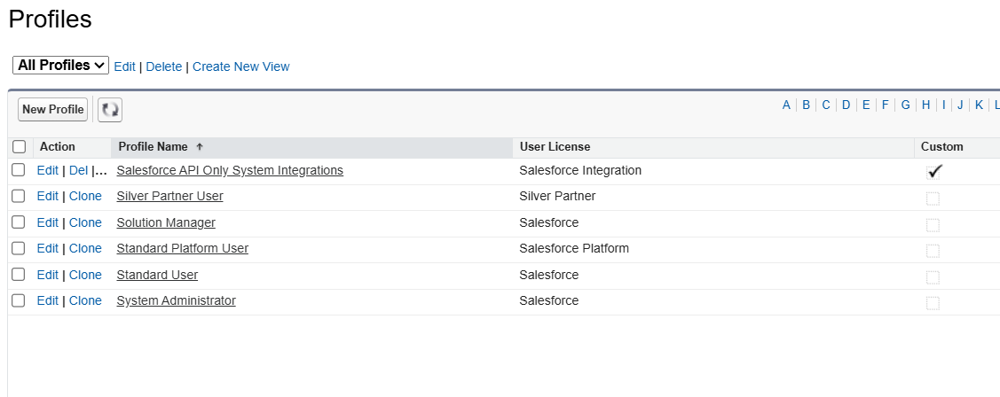 Profiles
All Profiles Edit | Delete | Create New View
New Profile A | B | C | D | E | F | G | H | I | J | K | L
Action Profile Name User License Custom
Edit | Del |... Salesforce API Only System Integrations Salesforce Integration
Edit | Clone Silver Partner User Silver Partner
Edit | Clone Solution Manager Salesforce
Edit | Clone Standard Platform User Salesforce Platform
Edit | Clone Standard User Salesforce
Edit | Clone System Administrator Salesforce